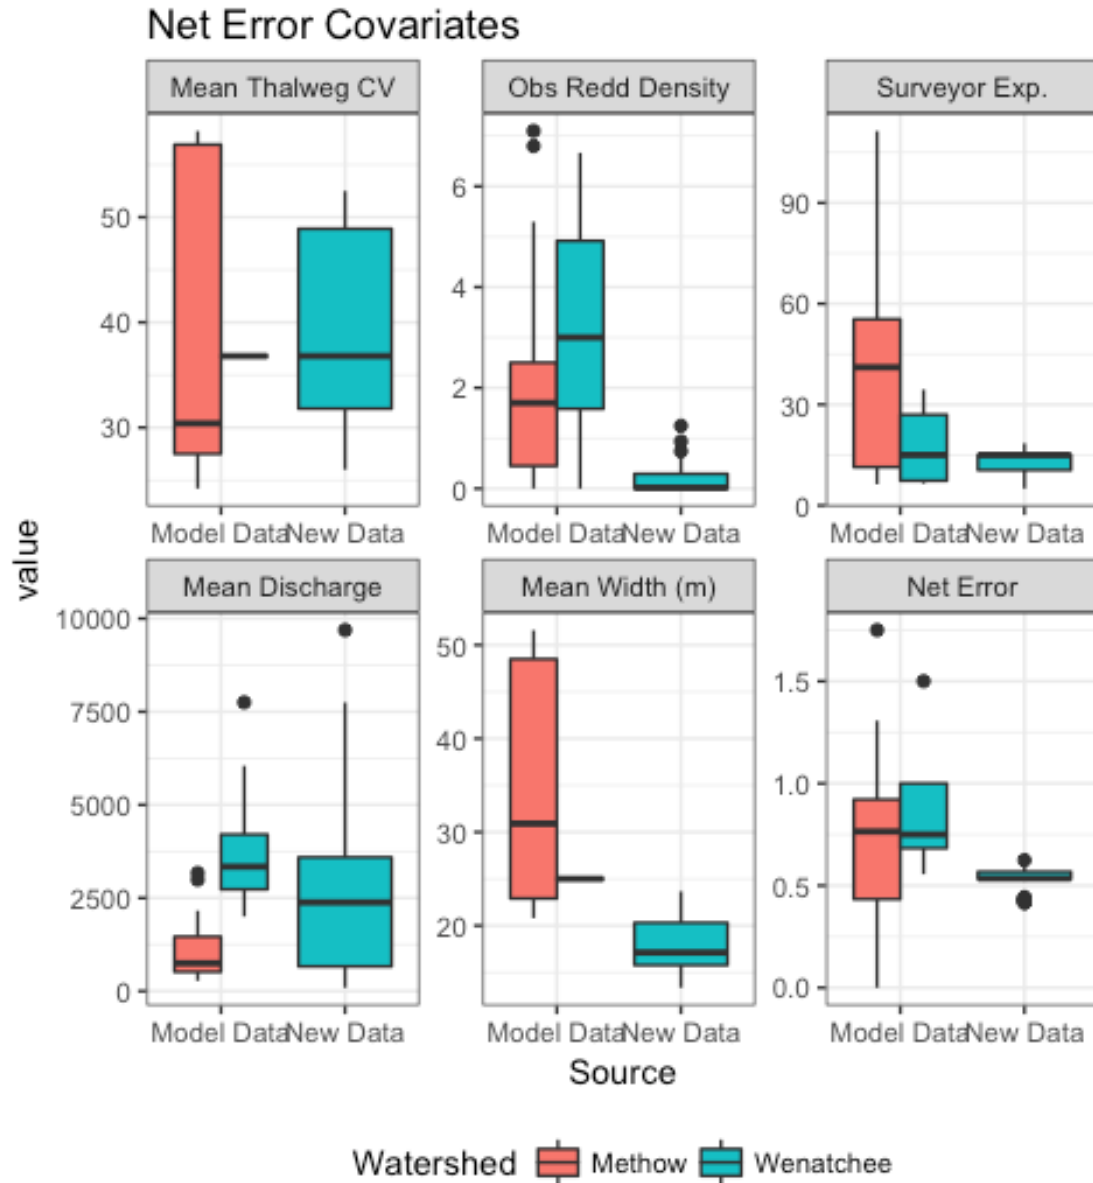 Net Error Covariates
Mean Thalweg CV
Obs Redd Density
Surveyor Exp.
50
40
30
6
4
2
0
90
60
30
0
Model Data New Data
Model Data New Data
Model Data New Data
value
Mean Discharge
Mean Width (m)
Net Error
10000
7500
5000
2500
0
50
40
30
20
1.5
1.0
0.5
0.0
Model Data New Data
Model Data New Data
Model Data New Data
Source
Watershed Methow Wenatchee